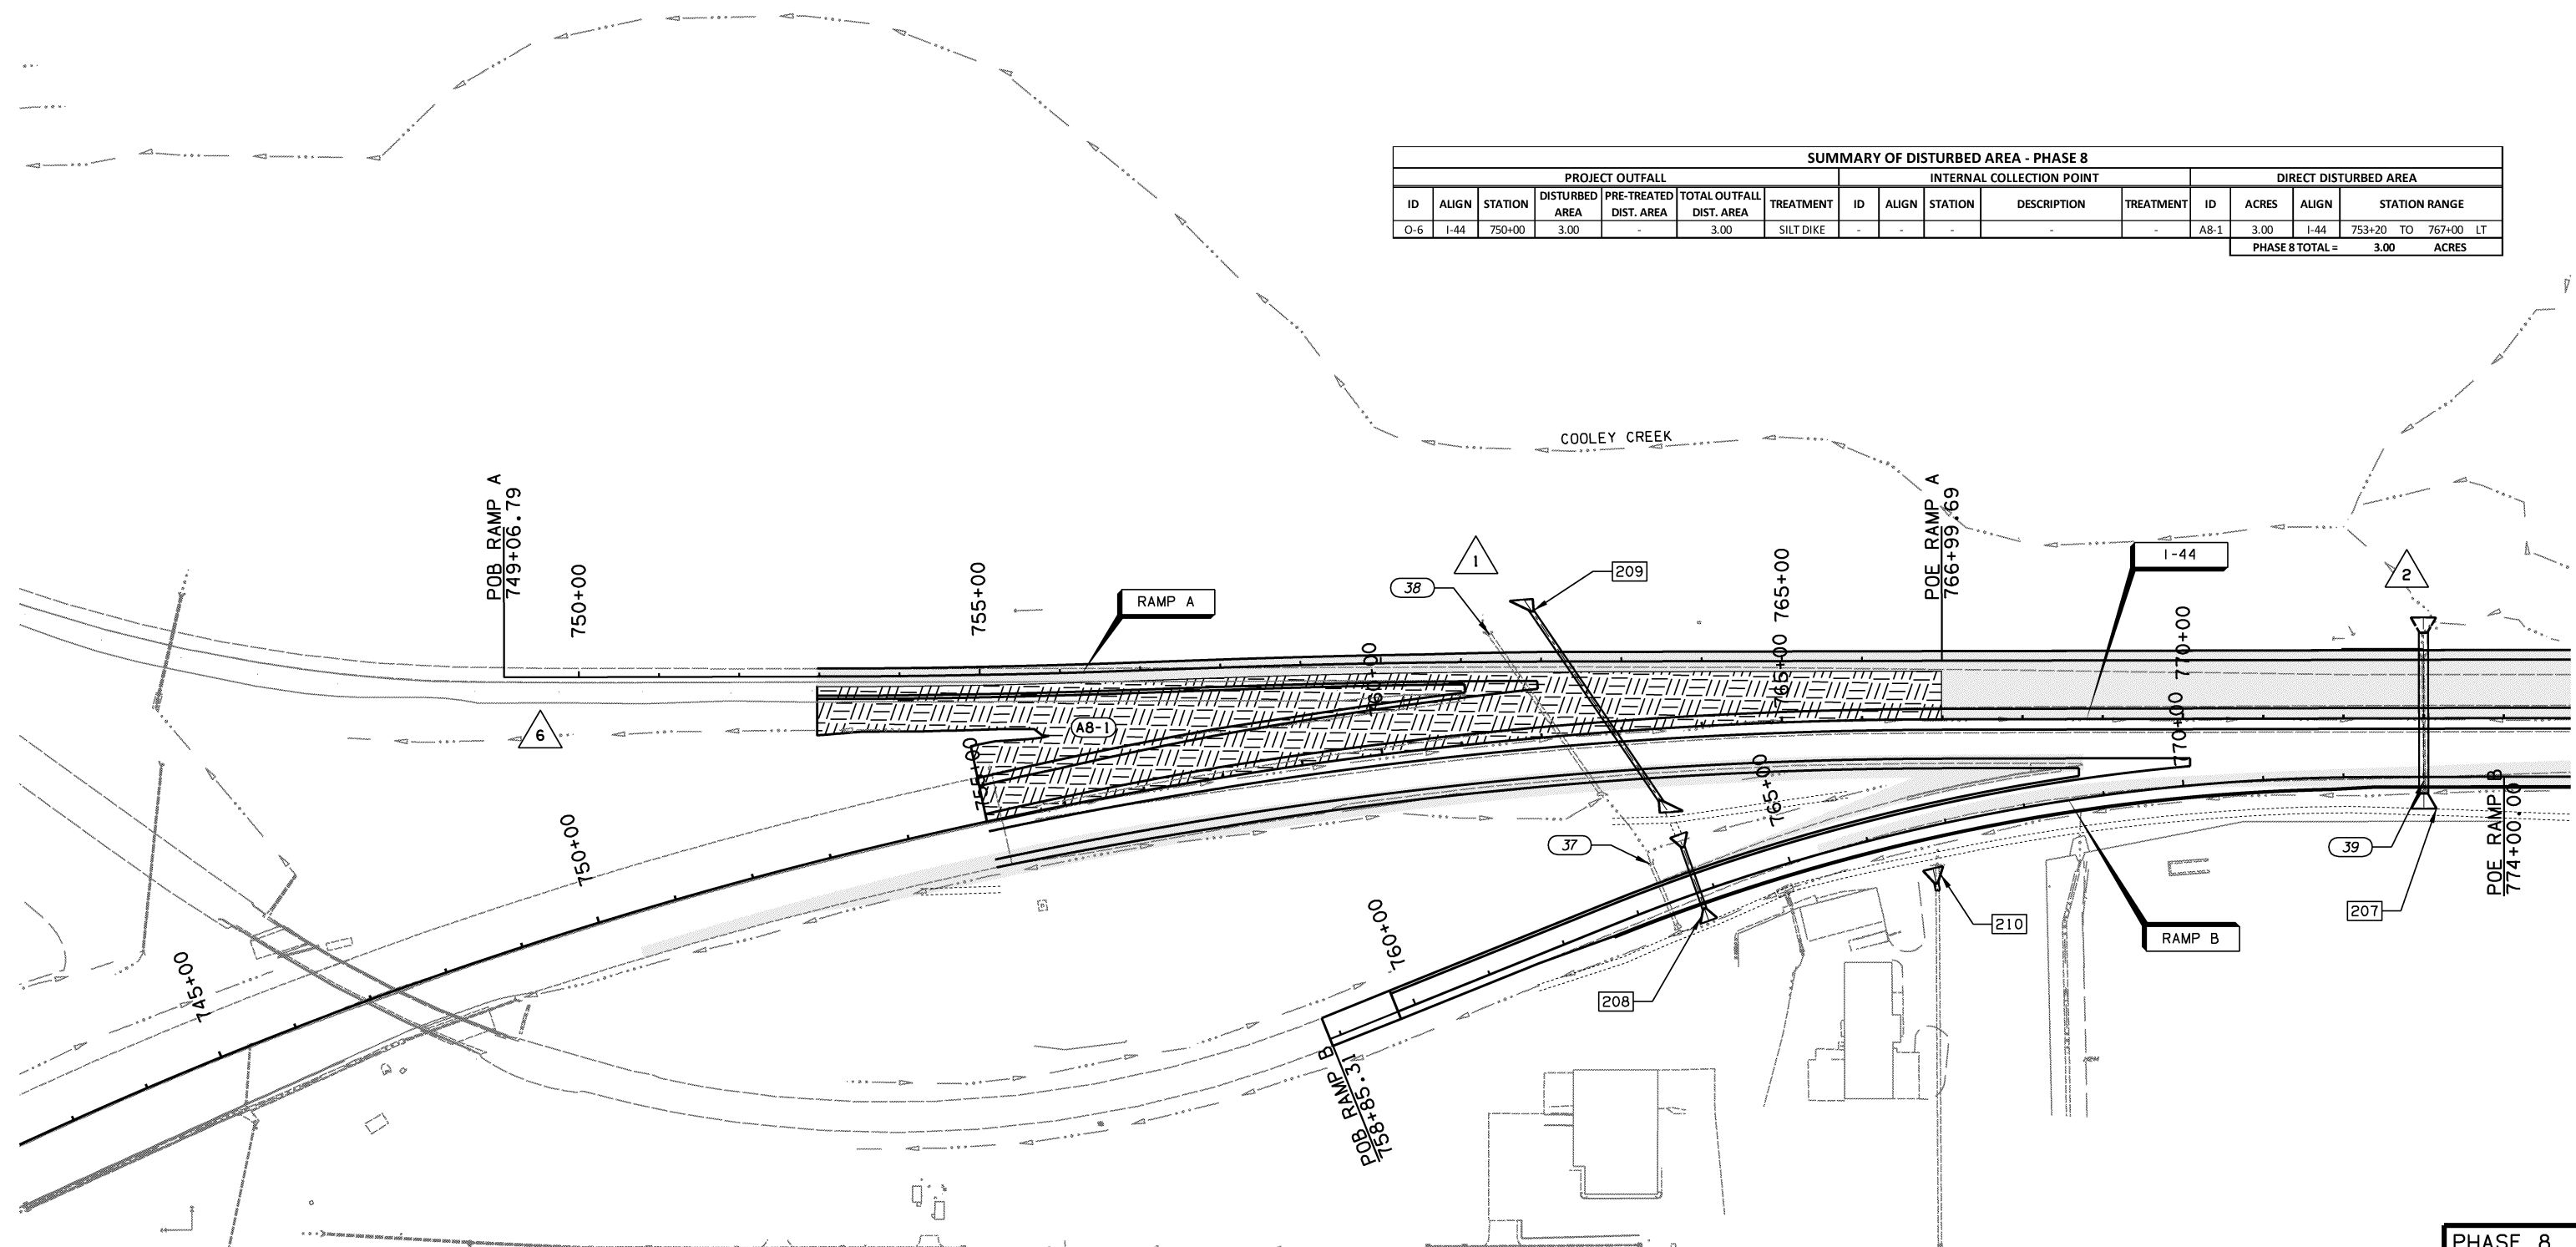 SUMMARY OF DISTURBED AREA - PHASE 8
PROJECT OUTFALL INTERNAL COLLECTION POINT DIRECT DISTURBED AREA
ID ALIGN STATION DISTURBED AREA PRE-TREATED DIST. AREA TOTAL OUTFALL DIST. AREA TREATMENT ID ALIGN STATION DESCRIPTION TREATMENT ID ACRES ALIGN STATION RANGE
O-6 I-44 750+00 3.00 - 3.00 SILT DIKE - - - - - A8-1 3.00 I-44 753+20 TO 767+00 LT
PHASE 8 TOTAL = 3.00 ACRES
COOLEY CREEK
POB RAMP A
749+06.79
750+00
755+00
RAMP A
38
1
209
765+00
POE RAMP A
766+99.69
I-44
770+00
2
6
A8-1
760+00
765+00
770+00
755+00
750+00
745+00
37
765+00
760+00
208
210
RAMP B
39
207
POE RAMP B
774+00.00
POB RAMP B
758+85.31
PHASE 8